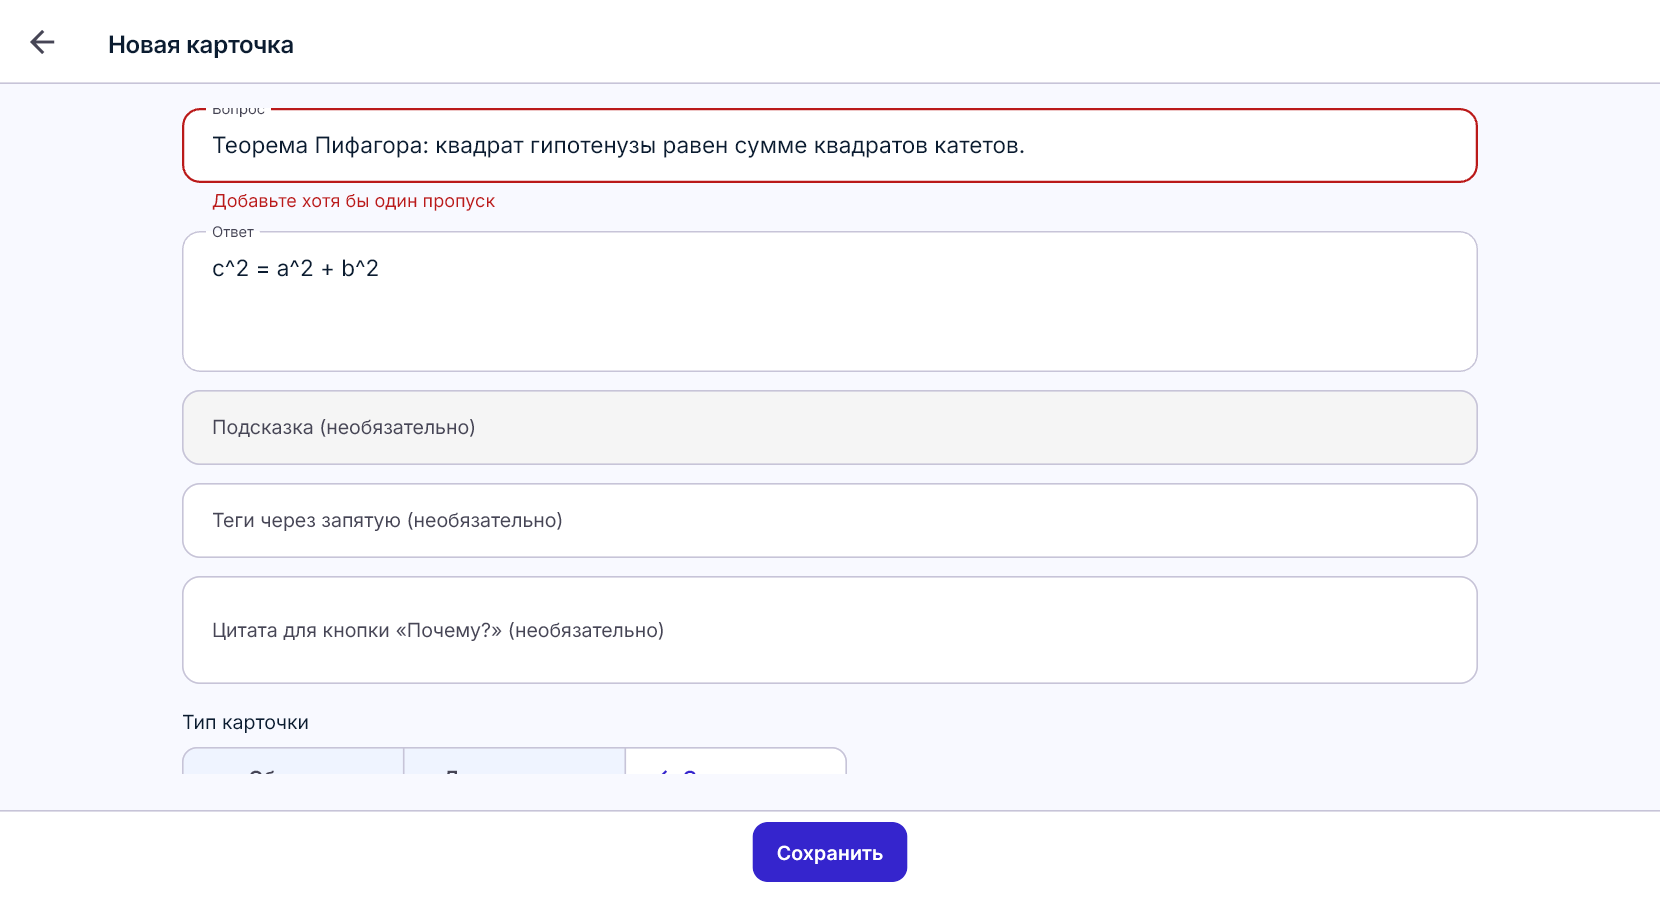 Новая карточка
Вопрос
Теорема Пифагора: квадрат гипотенузы равен сумме квадратов катетов.
Добавьте хотя бы один пропуск
Ответ
c^2 = a^2 + b^2
Подсказка (необязательно)
Теги через запятую (необязательно)
Цитата для кнопки «Почему?» (необязательно)
Тип карточки
Сохранить